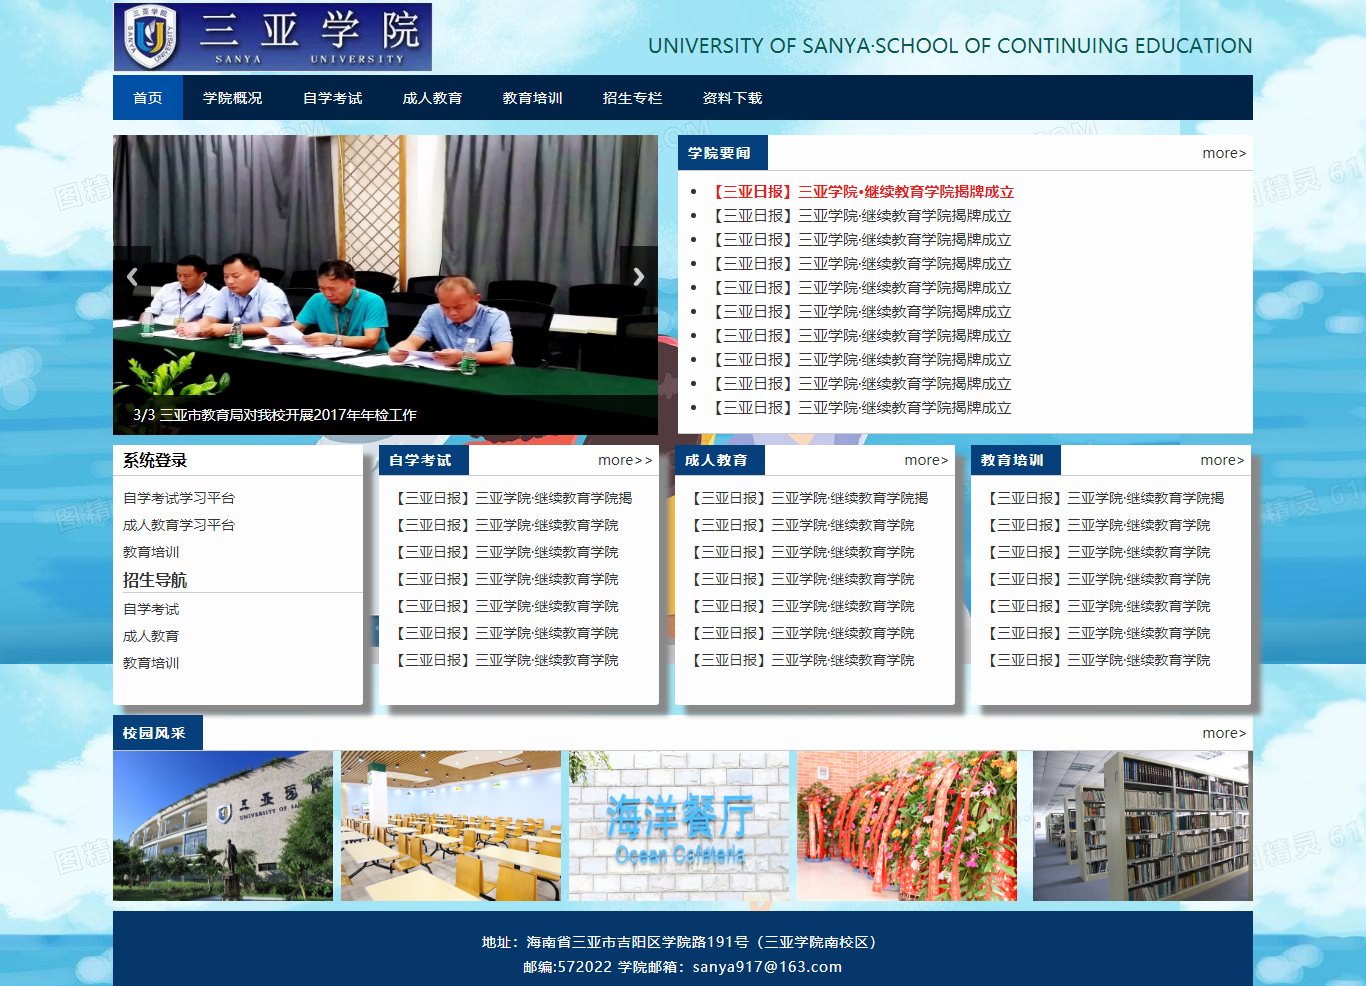 三亚学院
SANYA UNIVERSITY
UNIVERSITY OF SANYA·SCHOOL OF CONTINUING EDUCATION
首页 学院概况 自学考试 成人教育 教育培训 招生专栏 资料下载
3/3 三亚市教育局对我校开展2017年年检工作
学院要闻 more>
【三亚日报】三亚学院•继续教育学院揭牌成立
【三亚日报】三亚学院·继续教育学院揭牌成立
【三亚日报】三亚学院·继续教育学院揭牌成立
【三亚日报】三亚学院·继续教育学院揭牌成立
【三亚日报】三亚学院·继续教育学院揭牌成立
【三亚日报】三亚学院·继续教育学院揭牌成立
【三亚日报】三亚学院·继续教育学院揭牌成立
【三亚日报】三亚学院·继续教育学院揭牌成立
【三亚日报】三亚学院·继续教育学院揭牌成立
【三亚日报】三亚学院·继续教育学院揭牌成立
系统登录
自学考试学习平台
成人教育学习平台
教育培训
招生导航
自学考试
成人教育
教育培训
自学考试 more>>
【三亚日报】三亚学院·继续教育学院揭
【三亚日报】三亚学院·继续教育学院
【三亚日报】三亚学院·继续教育学院
【三亚日报】三亚学院·继续教育学院
【三亚日报】三亚学院·继续教育学院
【三亚日报】三亚学院·继续教育学院
【三亚日报】三亚学院·继续教育学院
成人教育 more>
【三亚日报】三亚学院·继续教育学院揭
【三亚日报】三亚学院·继续教育学院
【三亚日报】三亚学院·继续教育学院
【三亚日报】三亚学院·继续教育学院
【三亚日报】三亚学院·继续教育学院
【三亚日报】三亚学院·继续教育学院
【三亚日报】三亚学院·继续教育学院
教育培训 more>
【三亚日报】三亚学院·继续教育学院揭
【三亚日报】三亚学院·继续教育学院
【三亚日报】三亚学院·继续教育学院
【三亚日报】三亚学院·继续教育学院
【三亚日报】三亚学院·继续教育学院
【三亚日报】三亚学院·继续教育学院
【三亚日报】三亚学院·继续教育学院
校园风采 more>
三亚学院
UNIVERSITY OF
海洋餐厅
Ocean Cafeteria
地址：海南省三亚市吉阳区学院路191号（三亚学院南校区）
邮编:572022 学院邮箱：sanya917@163.com